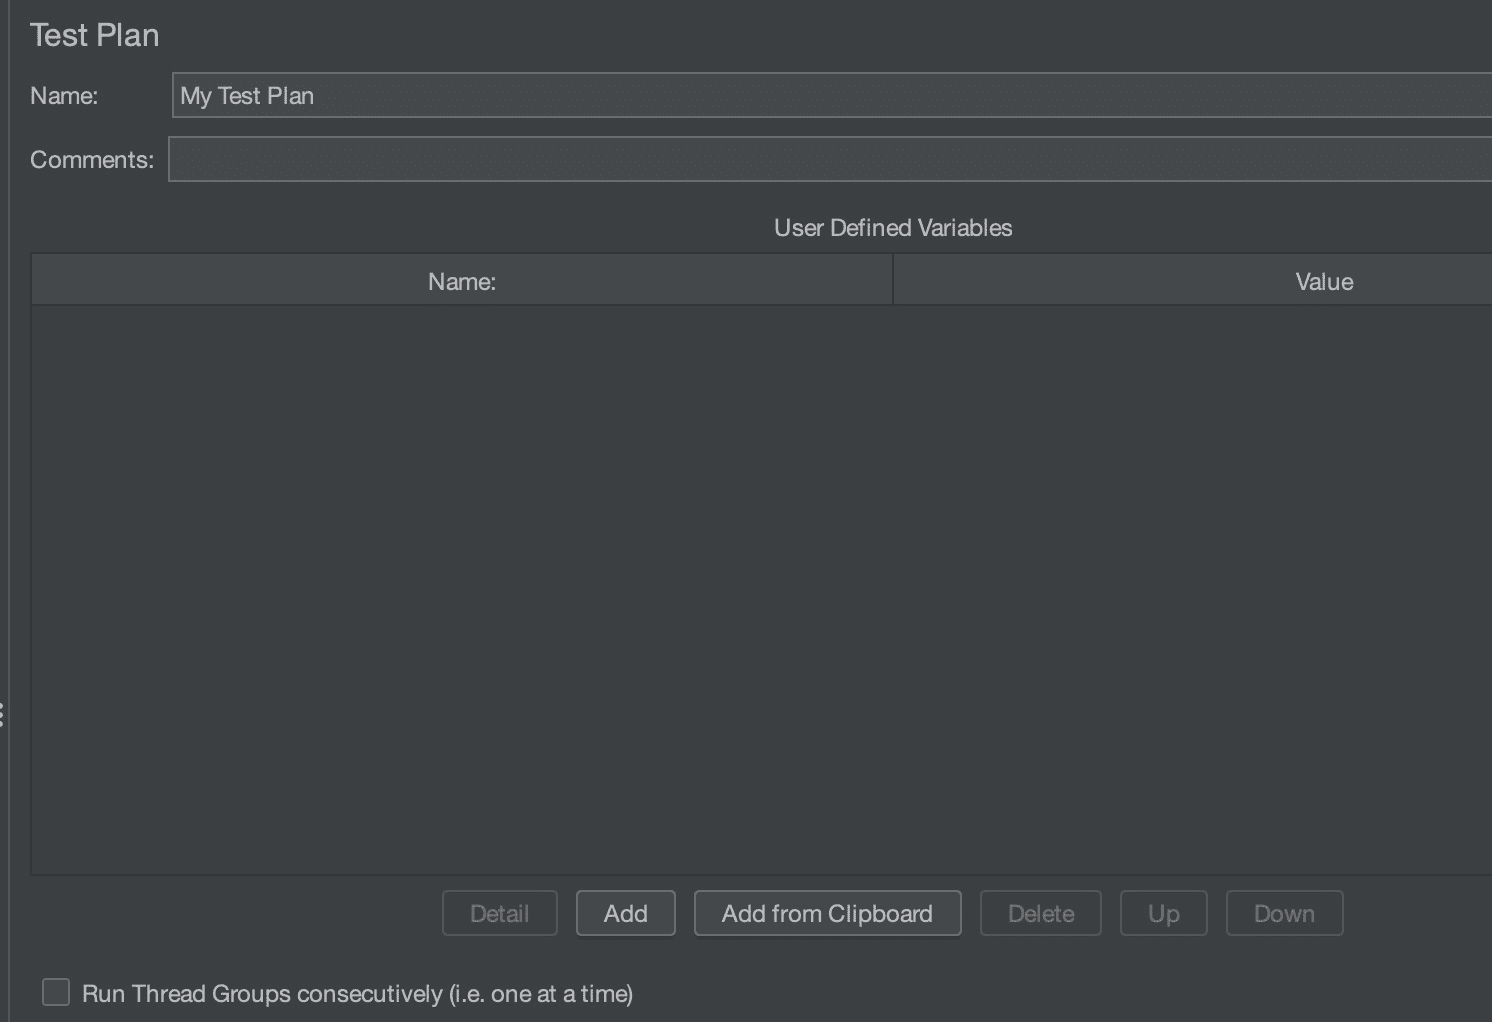 Test Plan
Name: My Test Plan
Comments:
User Defined Variables
Name: Value
Detail Add Add from Clipboard Delete Up Down
Run Thread Groups consecutively (i.e. one at a time)